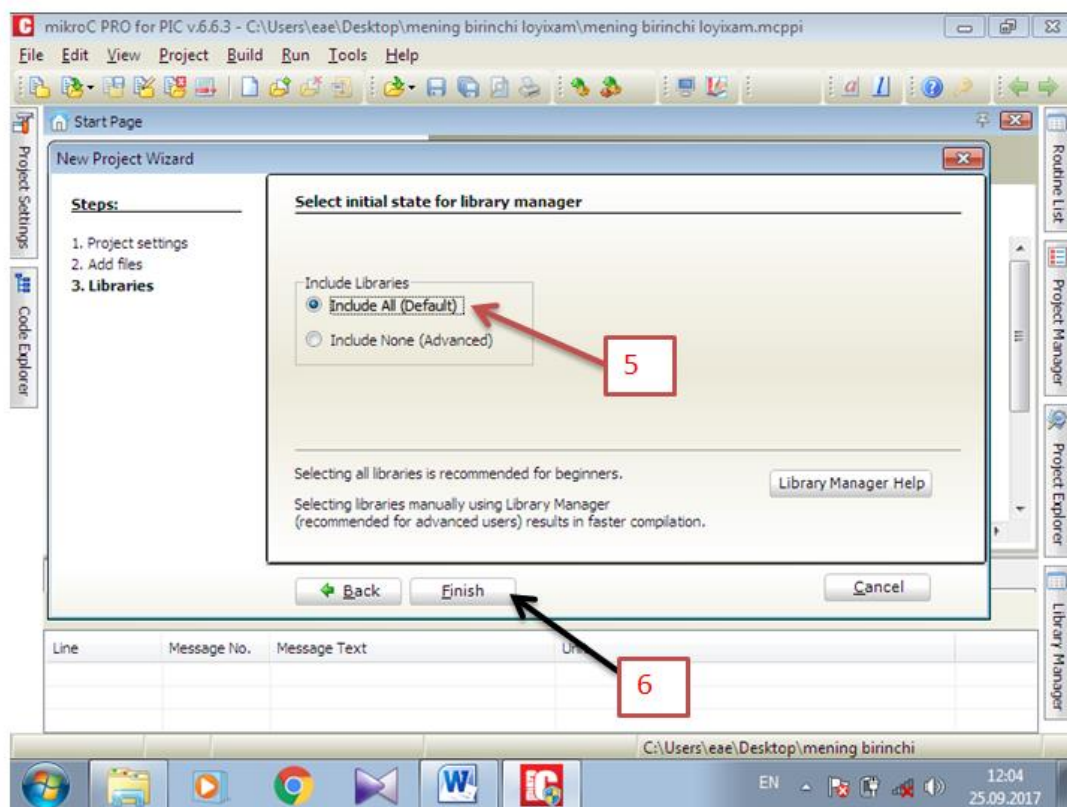 mikroC PRO for PIC v.6.6.3 - C:\Users\eae\Desktop\mening birinchi loyixam\mening birinchi loyixam.mcppi
File Edit View Project Build Run Tools Help
Start Page
Project Settings
Code Explorer
New Project Wizard
Steps:
1. Project settings
2. Add files
3. Libraries
Select initial state for library manager
Include Libraries
Include All (Default)
Include None (Advanced)
5
Selecting all libraries is recommended for beginners.
Library Manager Help
Selecting libraries manually using Library Manager
(recommended for advanced users) results in faster compilation.
Back Finish Cancel
6
Routine List
Project Manager
Project Explorer
Library Manager
Line Message No. Message Text
C:\Users\eae\Desktop\mening birinchi
EN
12:04
25.09.2017